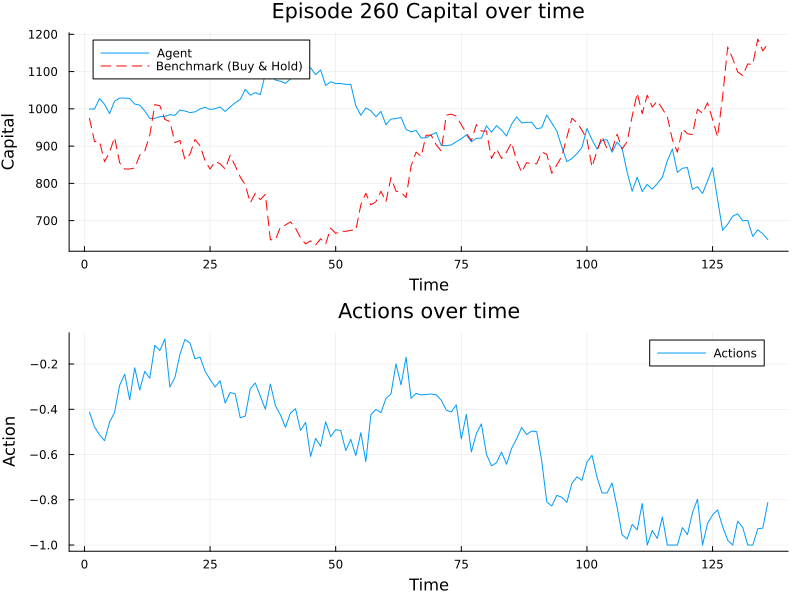 Episode 260 Capital over time
Capital
1200
1100
1000
900
800
700
Agent
Benchmark (Buy & Hold)
0 25 50 75 100 125
Time
Actions over time
Action
−0.2
−0.4
−0.6
−0.8
−1.0
Actions
0 25 50 75 100 125
Time